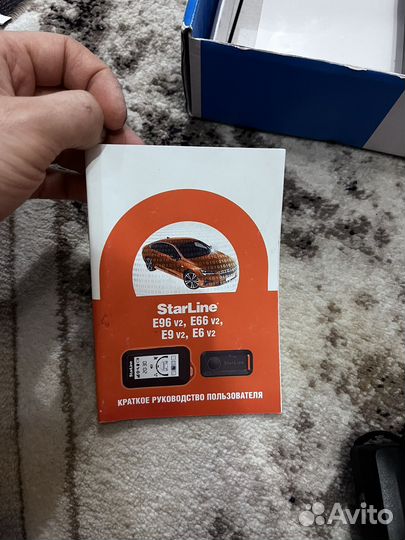 StarLine
E96 v2, E66 v2,
E9 v2, E6 v2
КРАТКОЕ РУКОВОДСТВО ПОЛЬЗОВАТЕЛЯ
Avito